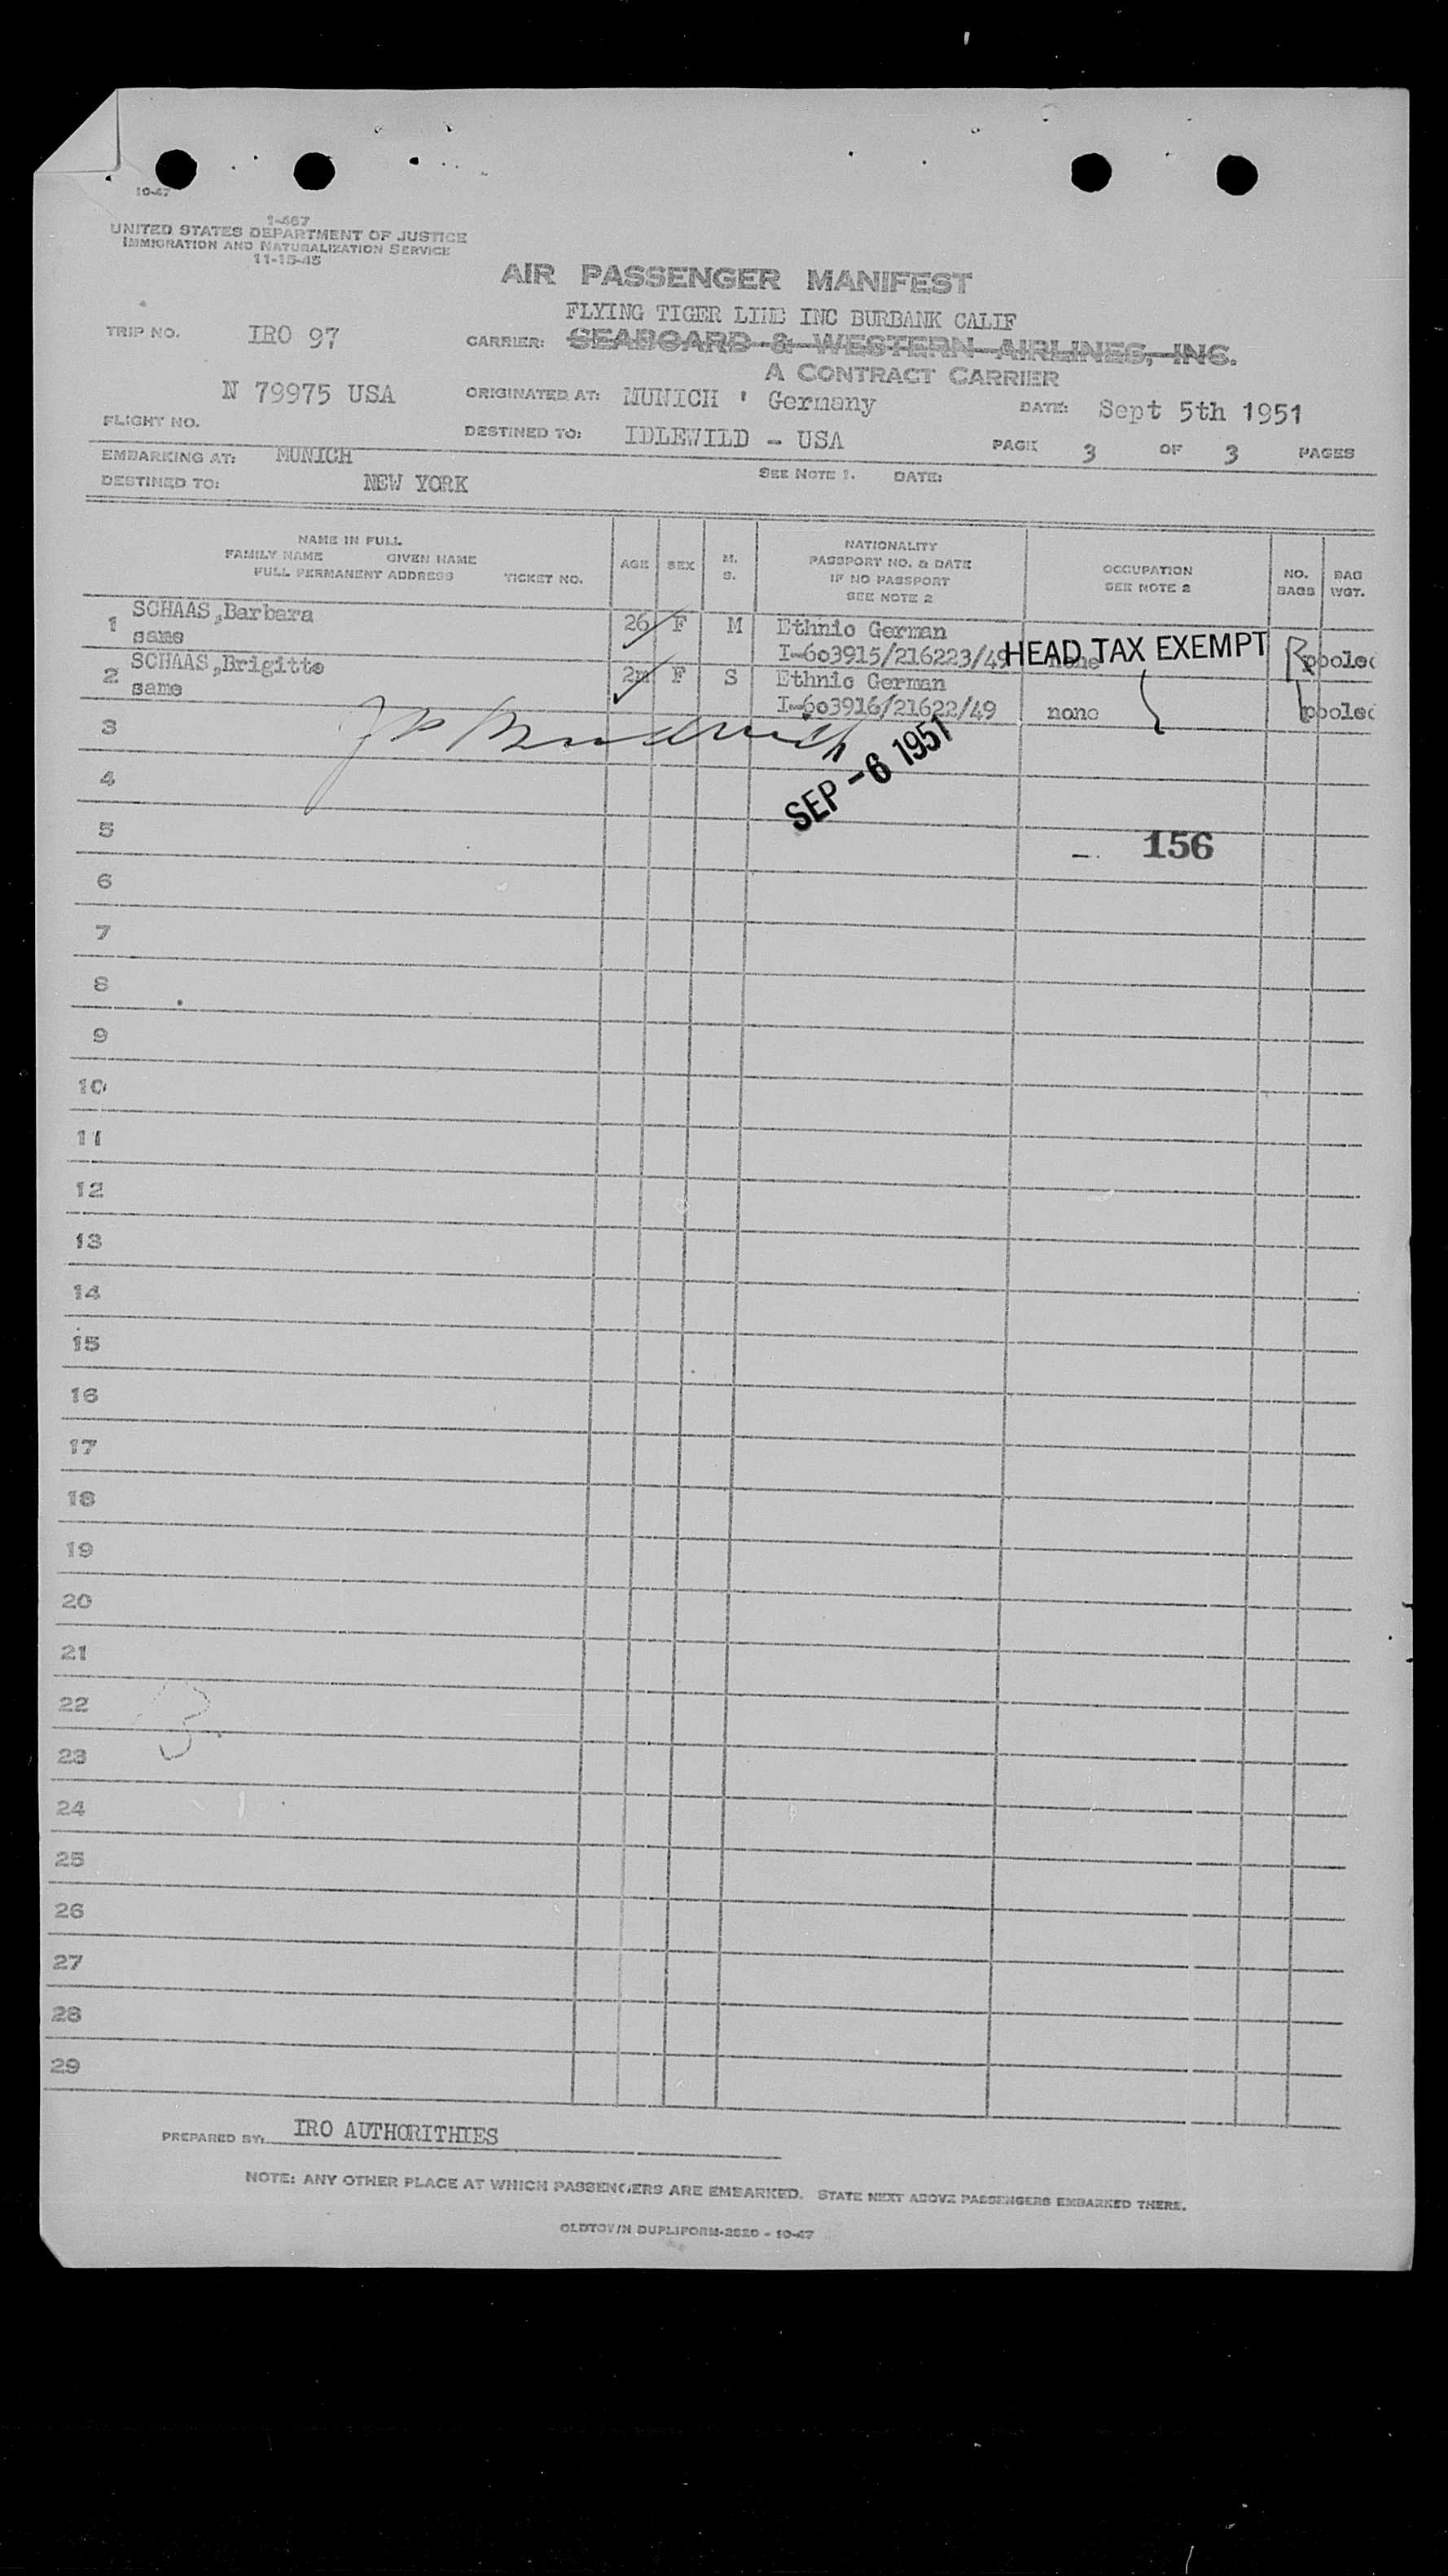 10-47
1-467
UNITED STATES DEPARTMENT OF JUSTICE
IMMIGRATION AND NATURALIZATION SERVICE
11-15-45
AIR PASSENGER MANIFEST
FLYING TIGER LINE INC BURBANK CALIF
TRIP NO. IRO 97 CARRIER: SEABOARD & WESTERN AIRLINES, INC.
A CONTRACT CARRIER
N 79975 USA ORIGINATED AT: MUNICH ' Germany DATE: Sept 5th 1951
FLIGHT NO. DESTINED TO: IDLEWILD - USA PAGE 3 OF 3 PAGES
EMBARKING AT: MUNICH SEE NOTE 1. DATE:
DESTINED TO: NEW YORK
NAME IN FULL
FAMILY NAME GIVEN NAME
FULL PERMANENT ADDRESS TICKET NO. AGE SEX M. S. NATIONALITY PASSPORT NO. & DATE IF NO PASSPORT SEE NOTE 2 OCCUPATION SEE NOTE 2 NO. BAGS BAG WGT.
1 SCHAAS,Barbara 26 F M Ethnic German
same I-603915/216223/49 none pooled
HEAD TAX EXEMPT
2 SCHAAS,Brigitte 2m F S Ethnic German
same I-603916/21622/49 none pooled
3
SEP -6 1951
4
5 156
6
7
8
9
10
11
12
13
14
15
16
17
18
19
20
21
22
23
24
25
26
27
28
29
PREPARED BY: IRO AUTHORITHIES
NOTE: ANY OTHER PLACE AT WHICH PASSENGERS ARE EMBARKED. STATE NEXT ABOVE PASSENGERS EMBARKED THERE.
OLDTOWN DUPLIFORM-2820 - 10-47